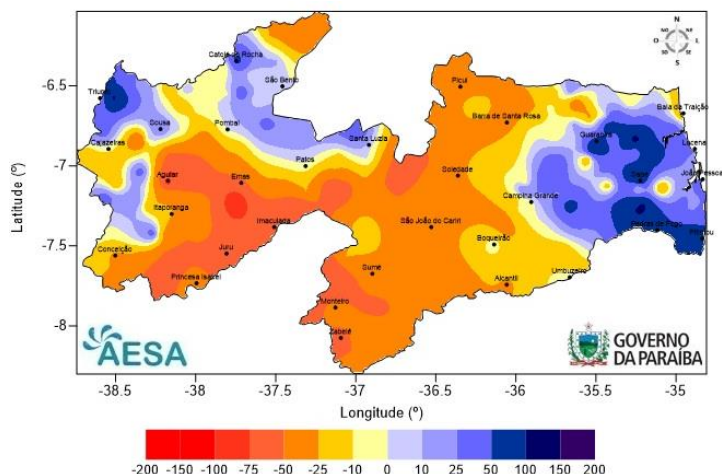 N
NO NE
O L
SO SE
S
Catolé do Rocha
São Bento
Triunfo
Picuí
Baía da Traição
Sousa
Pombal
Barra de Santa Rosa
Guarabira
Santa Luzia
Lucena
Cajazeiras
Patos
Aguiar
Emas
Soledade
Sapé
João Pessoa
Itaporanga
Campina Grande
Imaculada
São João do Cariri
Pedras de Fogo
Pitimbu
Conceição
Juru
Boqueirão
Princesa Isabel
Sumé
Alcantil
Umbuzeiro
Monteiro
Zabelê
-6.5
-7
-7.5
-8
Latitude (º)
AESA
GOVERNO
DA PARAÍBA
-38.5 -38 -37.5 -37 -36.5 -36 -35.5 -35
Longitude (º)
-200 -150 -100 -75 -50 -25 -10 0 10 25 50 100 150 200